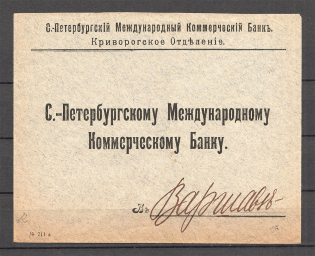 С.-Петербургскій Международный Коммерческій Банкъ.
Криворогское Отдѣленіе.
С.-Петербургскому Международному
Коммерческому Банку.
Въ Варшавѣ